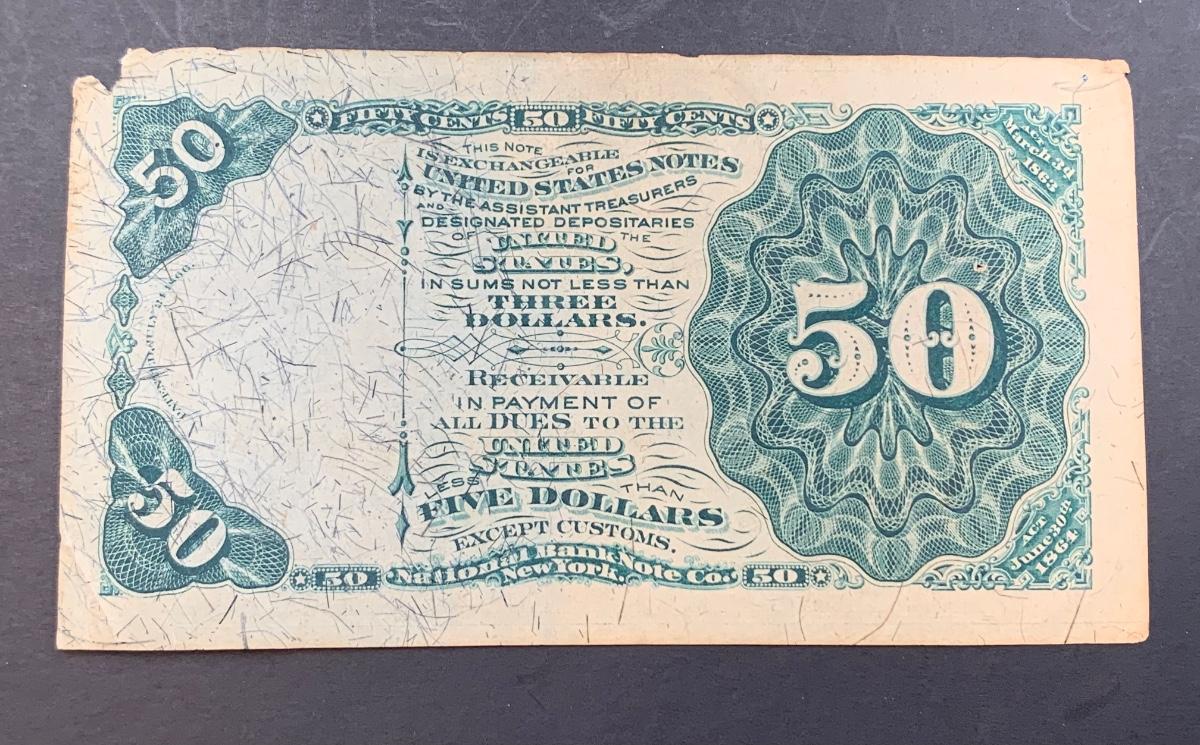 50
FIFTY CENTS 50 FIFTY CENTS
ACT
March 3d
1863
THIS NOTE
IS EXCHANGEABLE
FOR
UNITED STATES NOTES
BY THE ASSISTANT TREASURERS
AND
DESIGNATED DEPOSITARIES
OF THE
UNITED
STATES,
IN SUMS NOT LESS THAN
THREE
DOLLARS.
50
RECEIVABLE
IN PAYMENT OF
ALL DUES TO THE
UNITED
STATES
LESS THAN
FIVE DOLLARS
EXCEPT CUSTOMS.
50
ACT
June 30th
1864
50 National Bank Note Co. 50
New York.